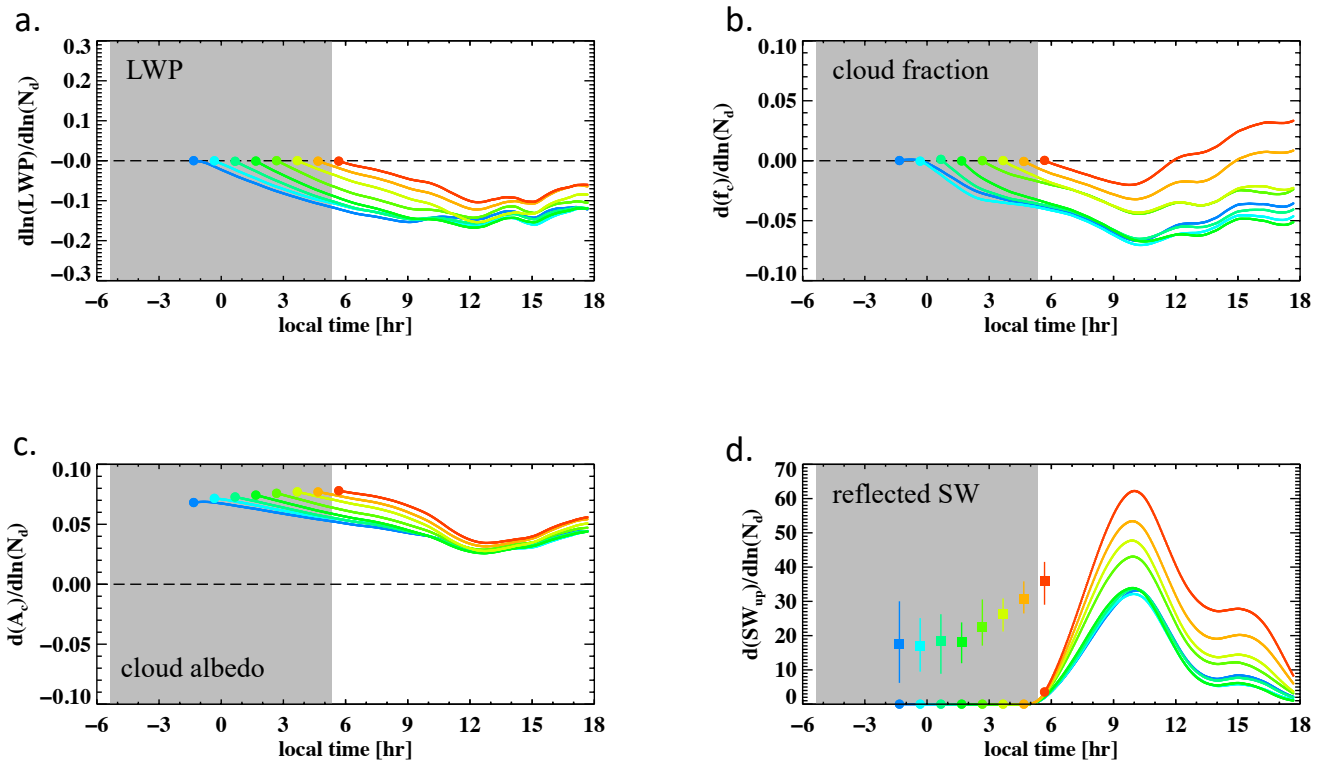 a.
LWP
dln(LWP)/dln(N_d)
0.3
0.2
0.1
−0.0
−0.1
−0.2
−0.3
−6 −3 0 3 6 9 12 15 18
local time [hr]
b.
cloud fraction
d(f_c)/dln(N_d)
0.10
0.05
0.00
−0.05
−0.10
−6 −3 0 3 6 9 12 15 18
local time [hr]
c.
cloud albedo
d(A_c)/dln(N_d)
0.10
0.05
0.00
−0.05
−0.10
−6 −3 0 3 6 9 12 15 18
local time [hr]
d.
reflected SW
d(SW_up)/dln(N_d)
70
60
50
40
30
20
10
0
−6 −3 0 3 6 9 12 15 18
local time [hr]